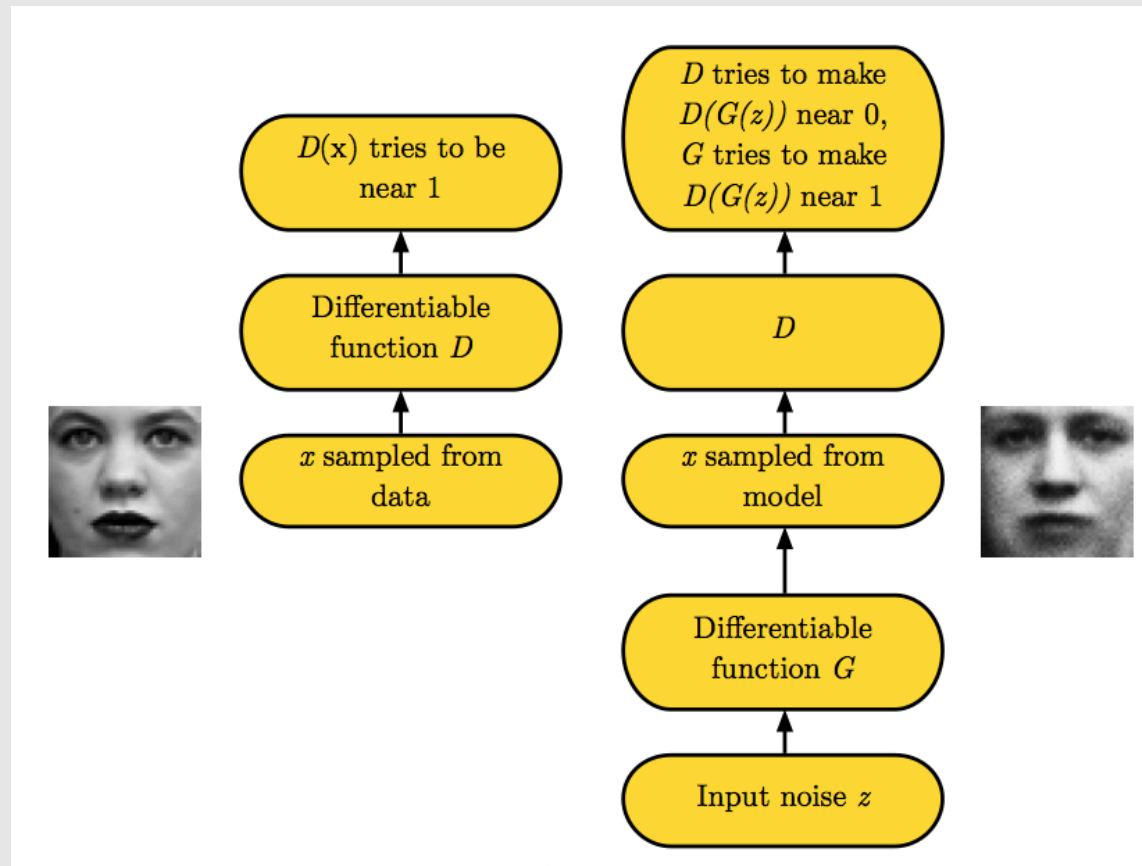 D(x) tries to be
near 1
Differentiable
function D
x sampled from
data
D tries to make
D(G(z)) near 0,
G tries to make
D(G(z)) near 1
D
x sampled from
model
Differentiable
function G
Input noise z